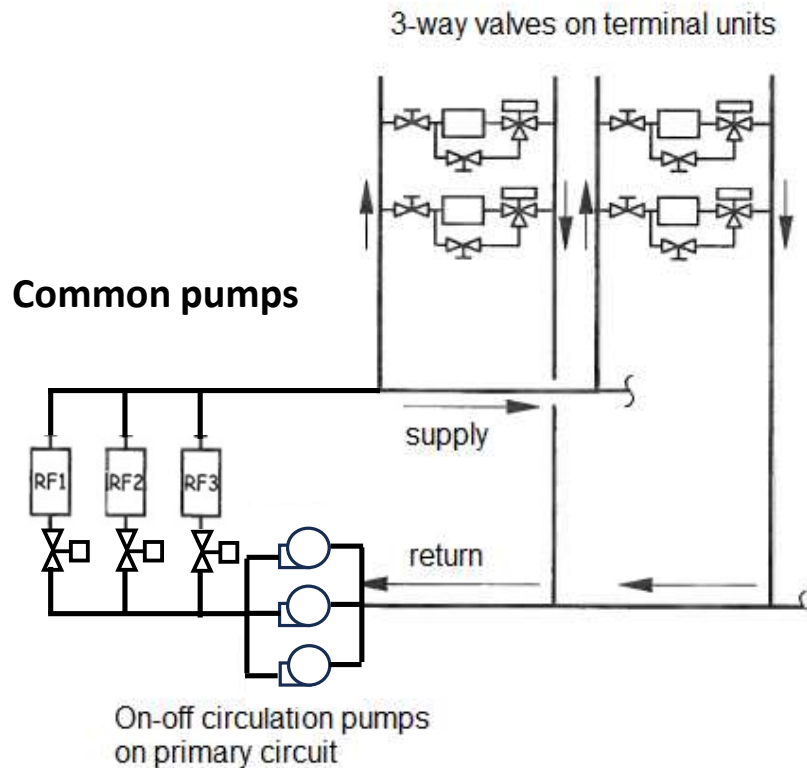 3-way valves on terminal units
Common pumps
supply
RF1
RF2
RF3
return
On-off circulation pumps
on primary circuit